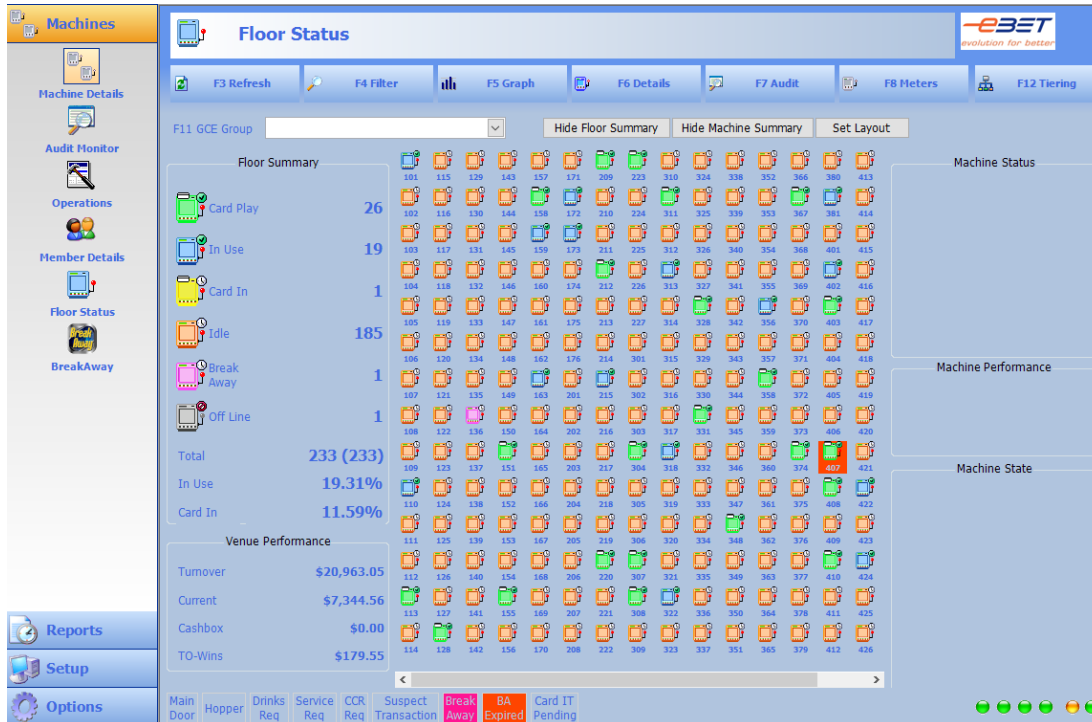 Machines
Machine Details
Audit Monitor
Operations
Member Details
Floor Status
Break Away
BreakAway
Reports
Setup
Options
Floor Status
eBET
evolution for better
F3 Refresh F4 Filter F5 Graph F6 Details F7 Audit F8 Meters F12 Tiering
F11 GCE Group Hide Floor Summary Hide Machine Summary Set Layout
Floor Summary
Card Play 26
In Use 19
Card In 1
Idle 185
Break Away 1
Off Line 1
Total 233 (233)
In Use 19.31%
Card In 11.59%
Venue Performance
Turnover $20,963.05
Current $7,344.56
Cashbox $0.00
TO-Wins $179.55
101 115 129 143 157 171 209 223 310 324 338 352 366 380 413
102 116 130 144 158 172 210 224 311 325 339 353 367 381 414
103 117 131 145 159 173 211 225 312 326 340 354 368 401 415
104 118 132 146 160 174 212 226 313 327 341 355 369 402 416
105 119 133 147 161 175 213 227 314 328 342 356 370 403 417
106 120 134 148 162 176 214 301 315 329 343 357 371 404 418
107 121 135 149 163 201 215 302 316 330 344 358 372 405 419
108 122 136 150 164 202 216 303 317 331 345 359 373 406 420
109 123 137 151 165 203 217 304 318 332 346 360 374 407 421
110 124 138 152 166 204 218 305 319 333 347 361 375 408 422
111 125 139 153 167 205 219 306 320 334 348 362 376 409 423
112 126 140 154 168 206 220 307 321 335 349 363 377 410 424
113 127 141 155 169 207 221 308 322 336 350 364 378 411 425
114 128 142 156 170 208 222 309 323 337 351 365 379 412 426
Machine Status
Machine Performance
Machine State
Main Door Hopper Drinks Req Service Req CCR Req Suspect Transaction Break Away BA Expired Card IT Pending